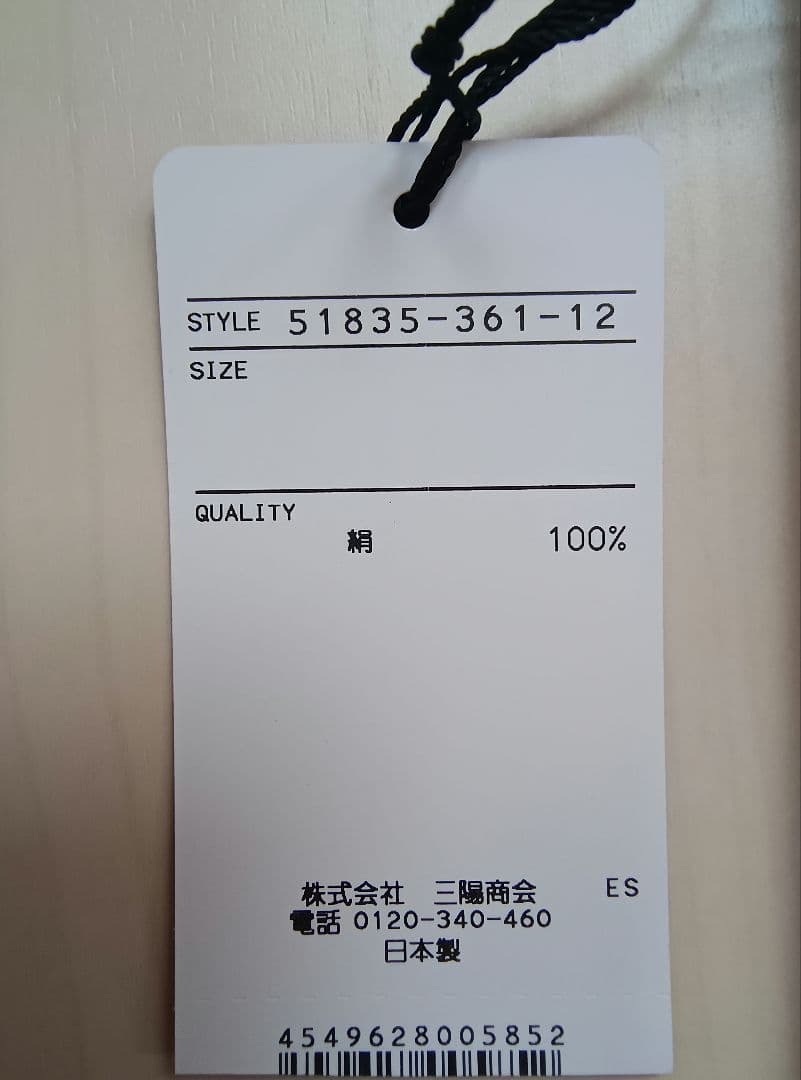 STYLE 51835-361-12
SIZE
QUALITY
絹 100%
株式会社 三陽商会 ES
電話 0120-340-460
日本製
4549628005852